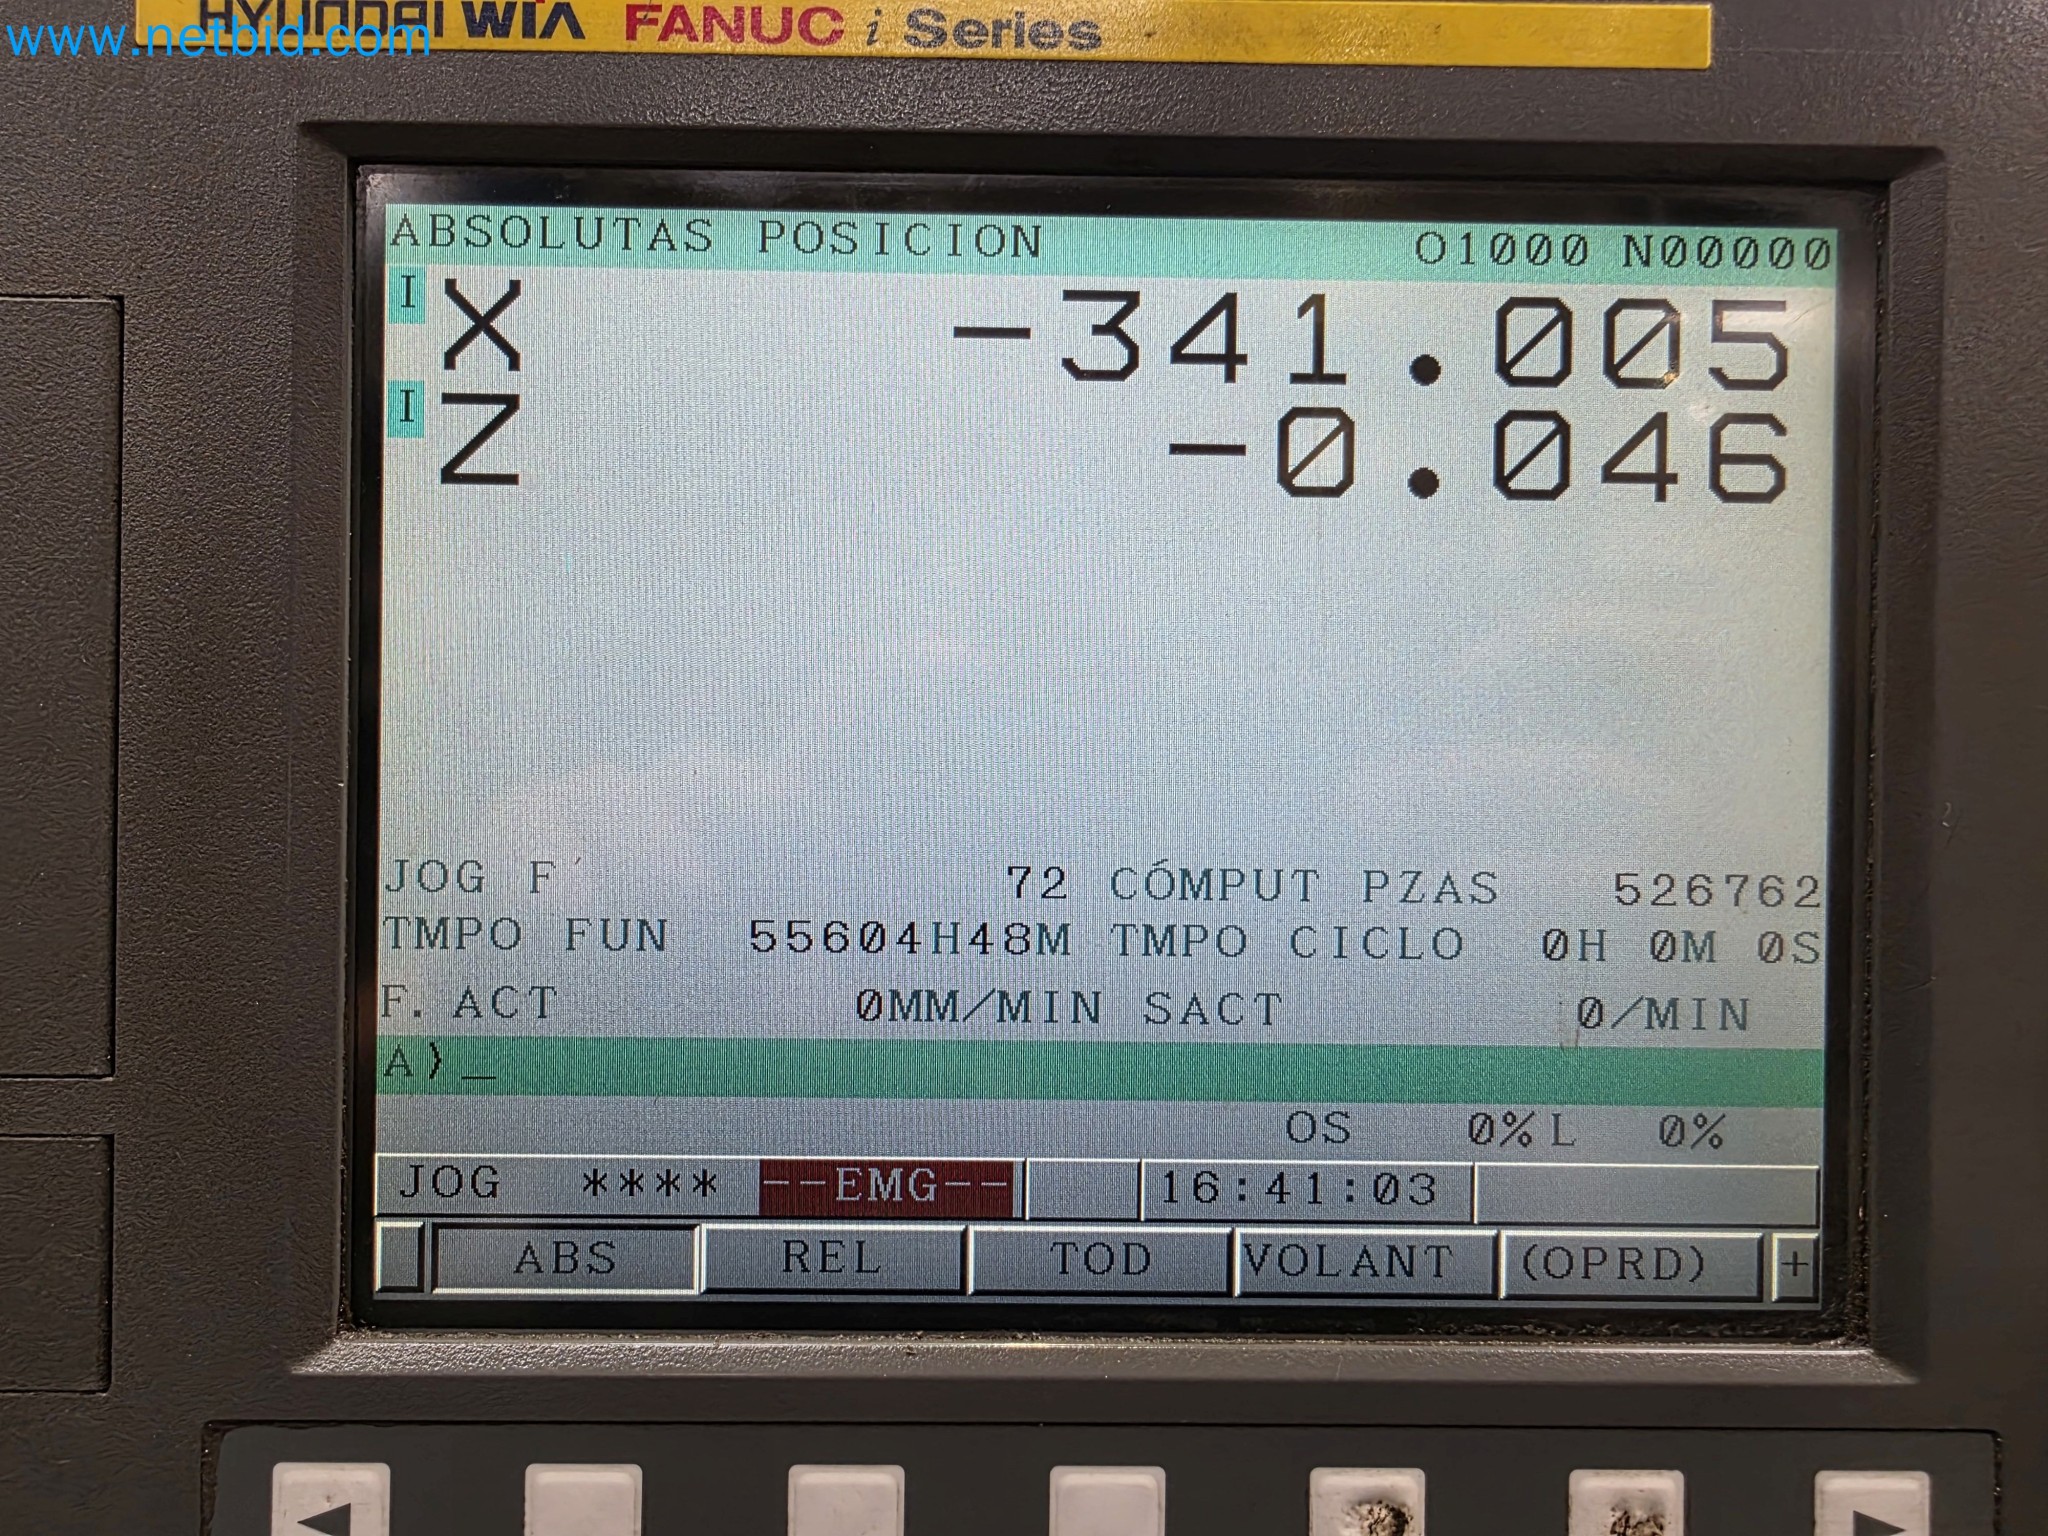 www.netbid.com
HYUNDAI WIA FANUC i Series
ABSOLUTAS POSICION O1000 N00000
I X -341.005
I Z -0.046
JOG F 72 CÓMPUT PZAS 526762
TMPO FUN 55604H48M TMPO CICLO 0H 0M 0S
F. ACT 0MM/MIN SACT 0/MIN
A)_
OS 0% L 0%
JOG **** --EMG-- 16:41:03
ABS REL TOD VOLANT (OPRD) +